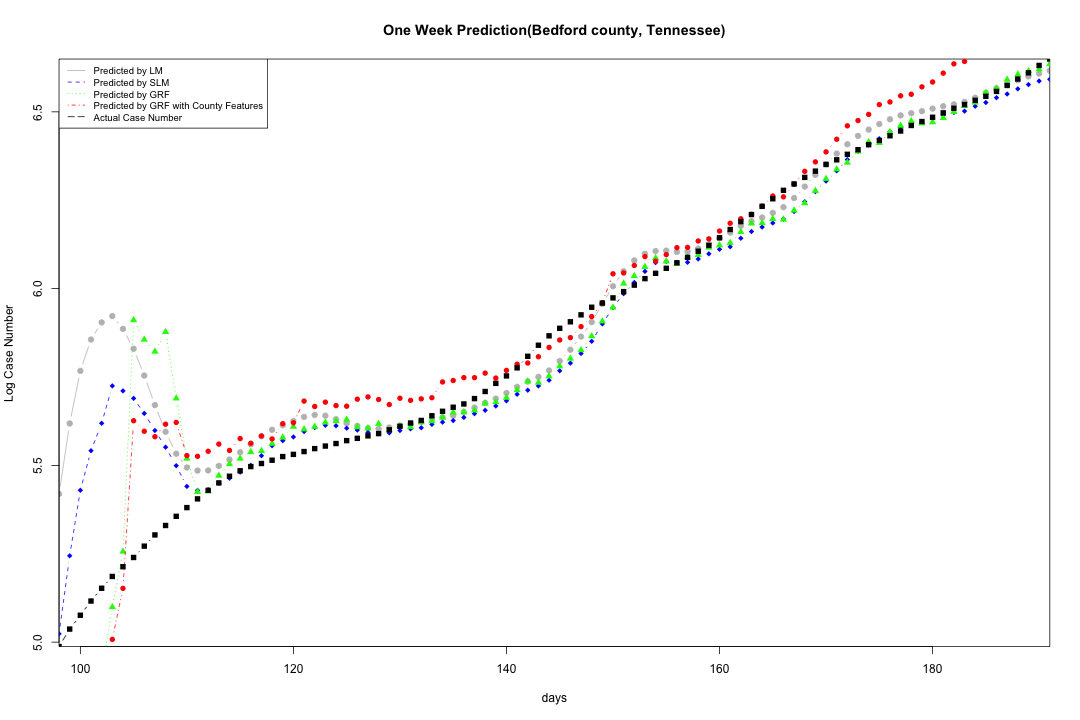 One Week Prediction(Bedford county, Tennessee)
Predicted by LM
Predicted by SLM
Predicted by GRF
Predicted by GRF with County Features
Actual Case Number
6.5
6.0
5.5
5.0
Log Case Number
100 120 140 160 180
days